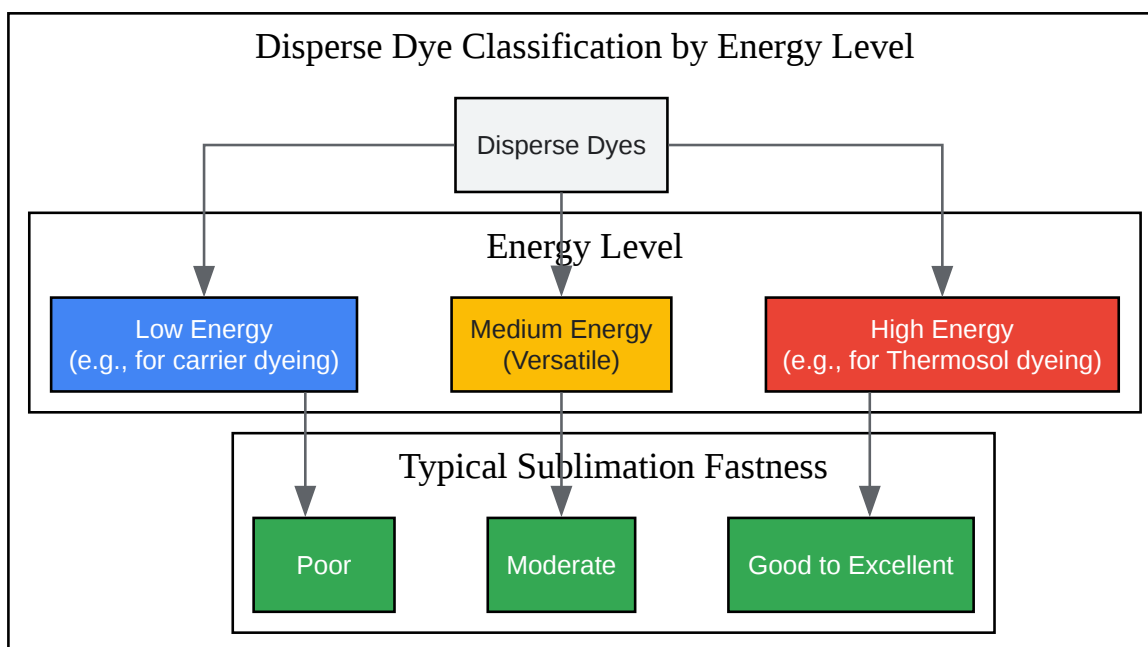 Disperse Dye Classification by Energy Level
Disperse Dyes
Energy Level
Low Energy
(e.g., for carrier dyeing)
Medium Energy
(Versatile)
High Energy
(e.g., for Thermosol dyeing)
Typical Sublimation Fastness
Poor
Moderate
Good to Excellent